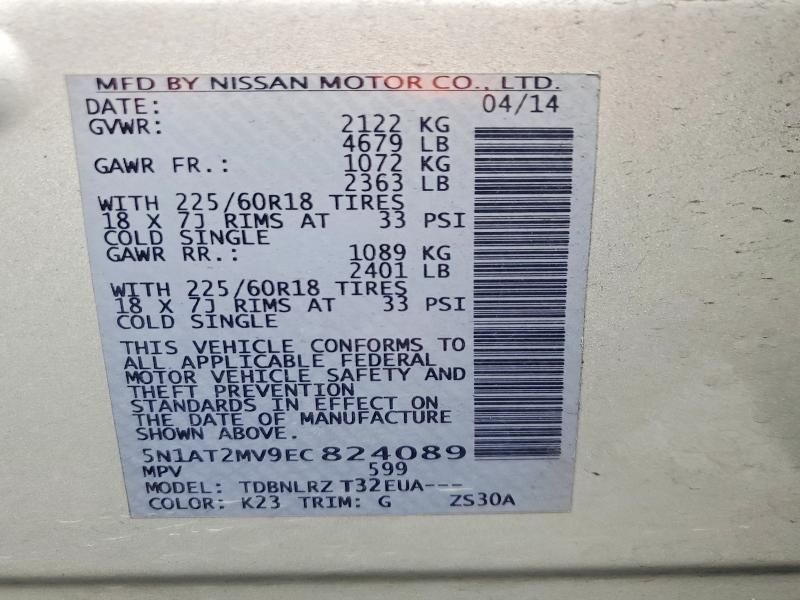 MFD BY NISSAN MOTOR CO., LTD.
DATE: 04/14
GVWR: 2122 KG
4679 LB
GAWR FR.: 1072 KG
2363 LB
WITH 225/60R18 TIRES
18 X 7J RIMS AT 33 PSI
COLD SINGLE
GAWR RR.: 1089 KG
2401 LB
WITH 225/60R18 TIRES
18 X 7J RIMS AT 33 PSI
COLD SINGLE
THIS VEHICLE CONFORMS TO
ALL APPLICABLE FEDERAL
MOTOR VEHICLE SAFETY AND
THEFT PREVENTION
STANDARDS IN EFFECT ON
THE DATE OF MANUFACTURE
SHOWN ABOVE.
5N1AT2MV9EC824089
MPV 599
MODEL: TDBNLRZ T32EUA---
COLOR: K23 TRIM: G ZS30A